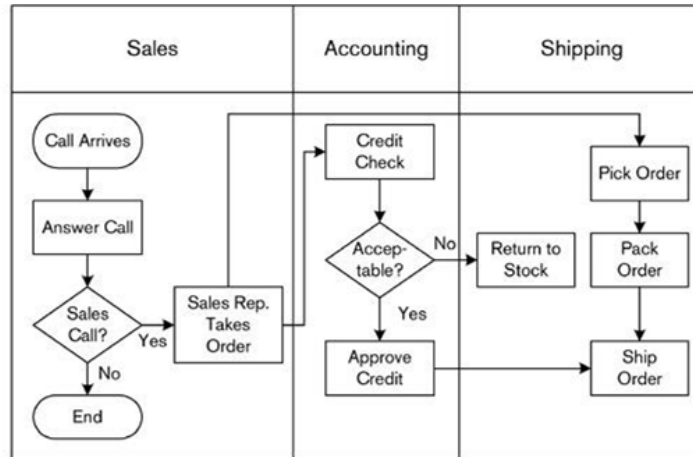 Sales
Accounting
Shipping
Call Arrives
Answer Call
Sales
Call?
Yes
No
End
Sales Rep.
Takes
Order
Credit
Check
Accep-
table?
No
Yes
Approve
Credit
Return to
Stock
Pick Order
Pack
Order
Ship
Order